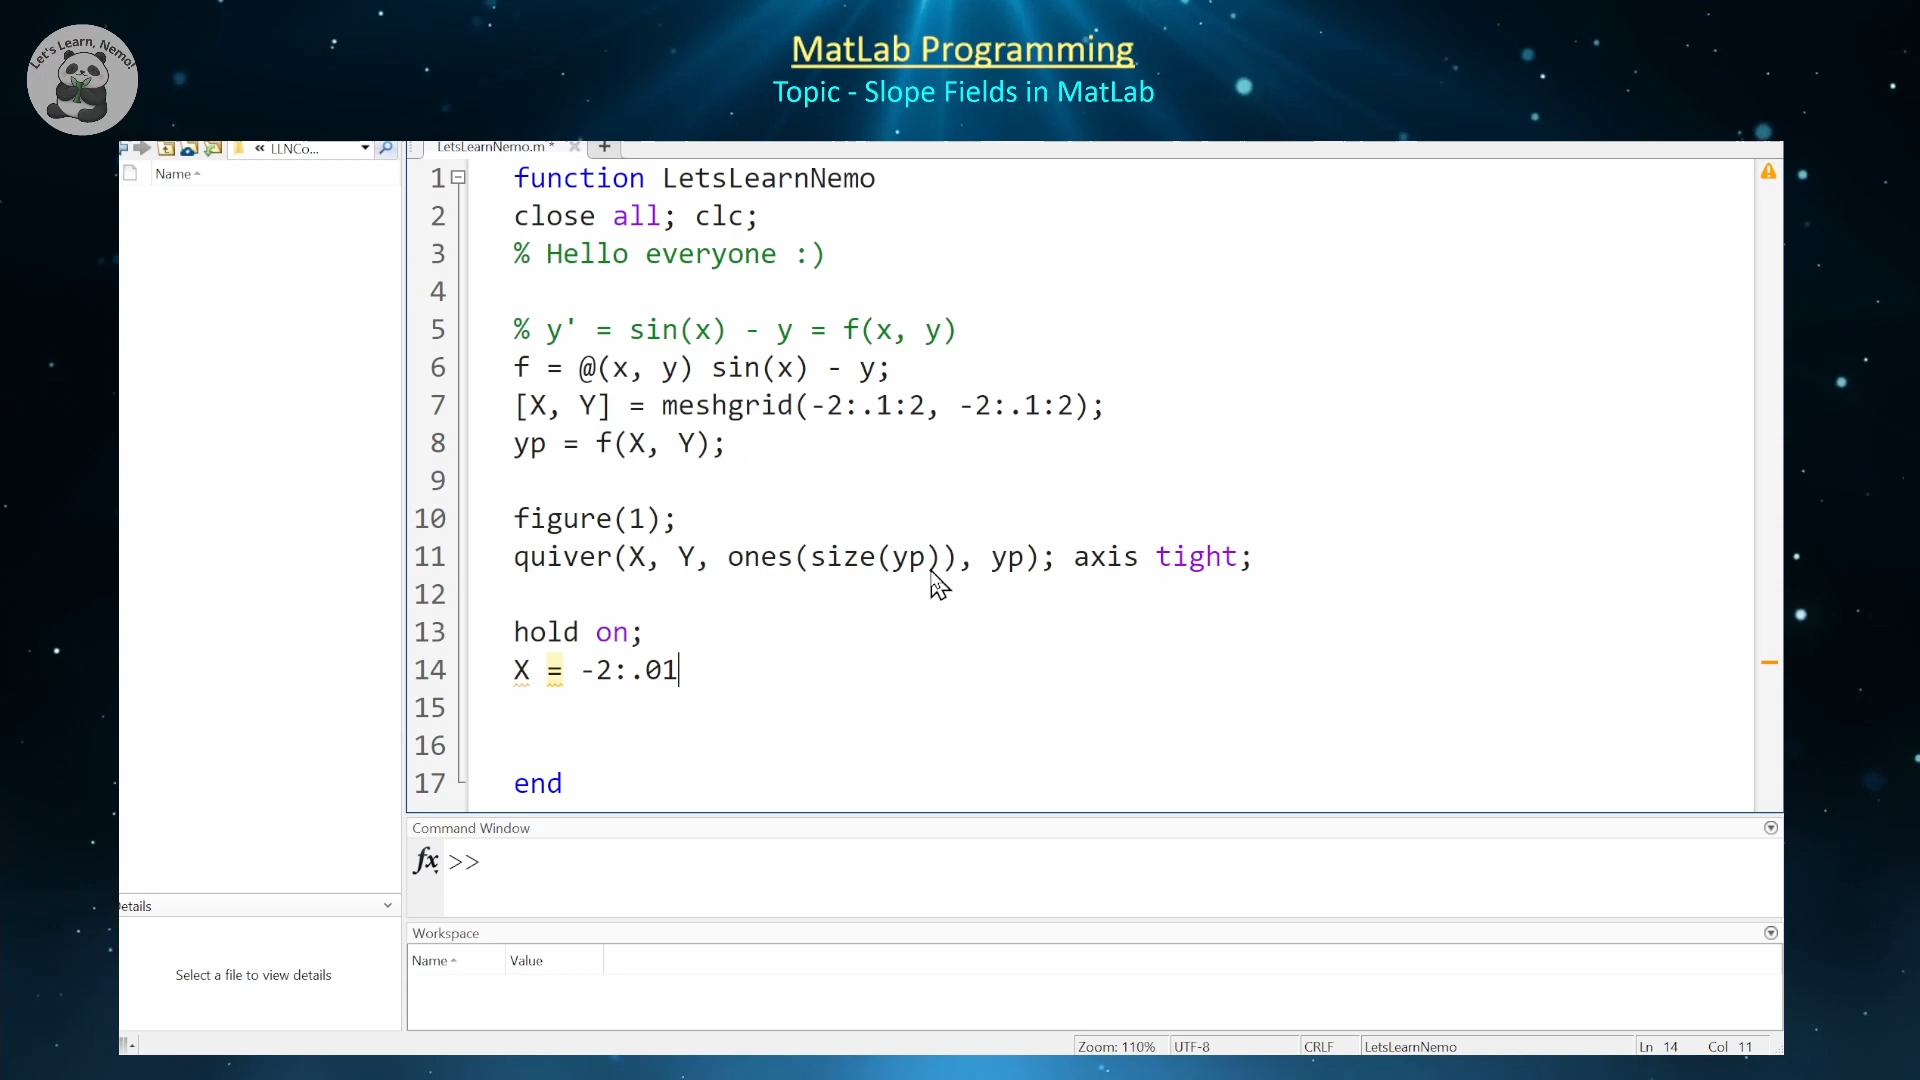 Let's Learn, Nemo!
MatLab Programming
Topic - Slope Fields in MatLab
« LLNCo...
LetsLearnNemo.m *
+
Name
1 function LetsLearnNemo
2 close all; clc;
3 % Hello everyone :)
4
5 % y' = sin(x) - y = f(x, y)
6 f = @(x, y) sin(x) - y;
7 [X, Y] = meshgrid(-2:.1:2, -2:.1:2);
8 yp = f(X, Y);
9
10 figure(1);
11 quiver(X, Y, ones(size(yp)), yp); axis tight;
12
13 hold on;
14 X = -2:.01
15
16
17 end
Command Window
fx >>
etails
Select a file to view details
Workspace
Name Value
Zoom: 110% UTF-8 CRLF LetsLearnNemo Ln 14 Col 11